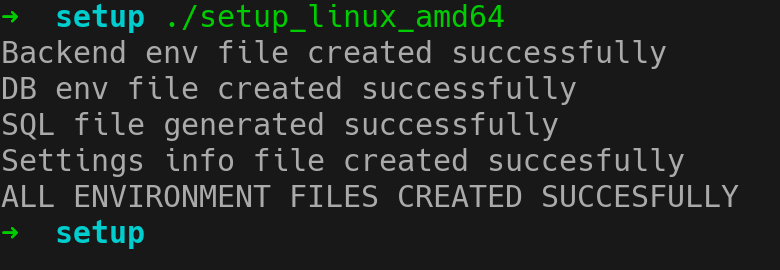 ➜  setup ./setup_linux_amd64
Backend env file created successfully
DB env file created successfully
SQL file generated successfully
Settings info file created succesfully
ALL ENVIRONMENT FILES CREATED SUCCESFULLY
➜  setup